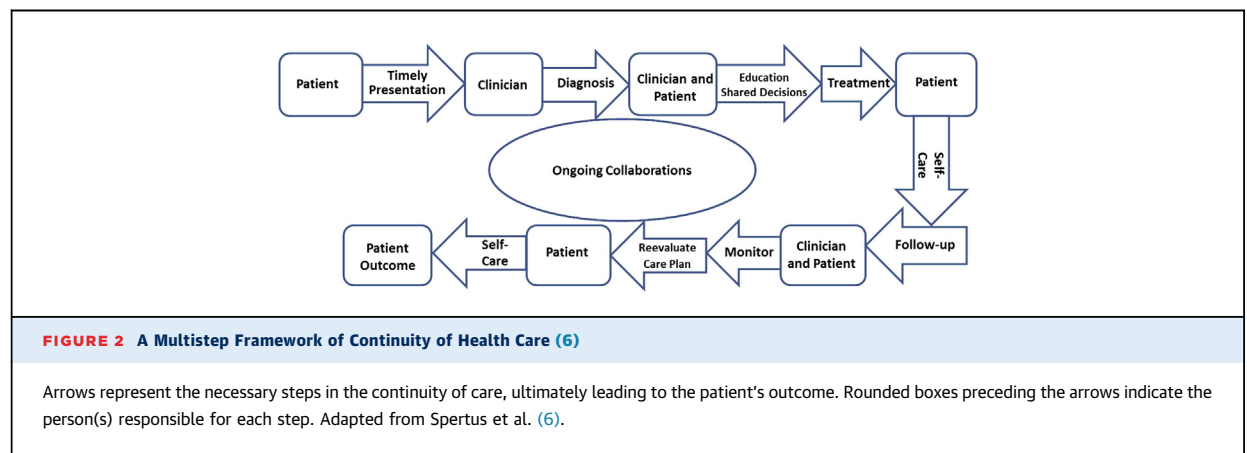 Patient
Timely
Presentation
Clinician
Diagnosis
Clinician and
Patient
Education
Shared Decisions
Treatment
Patient
Self-
Care
Ongoing Collaborations
Follow-up
Clinician
and Patient
Monitor
Reevaluate
Care Plan
Patient
Self-
Care
Patient
Outcome
FIGURE 2 A Multistep Framework of Continuity of Health Care (6)
Arrows represent the necessary steps in the continuity of care, ultimately leading to the patient's outcome. Rounded boxes preceding the arrows indicate the
person(s) responsible for each step. Adapted from Spertus et al. (6).